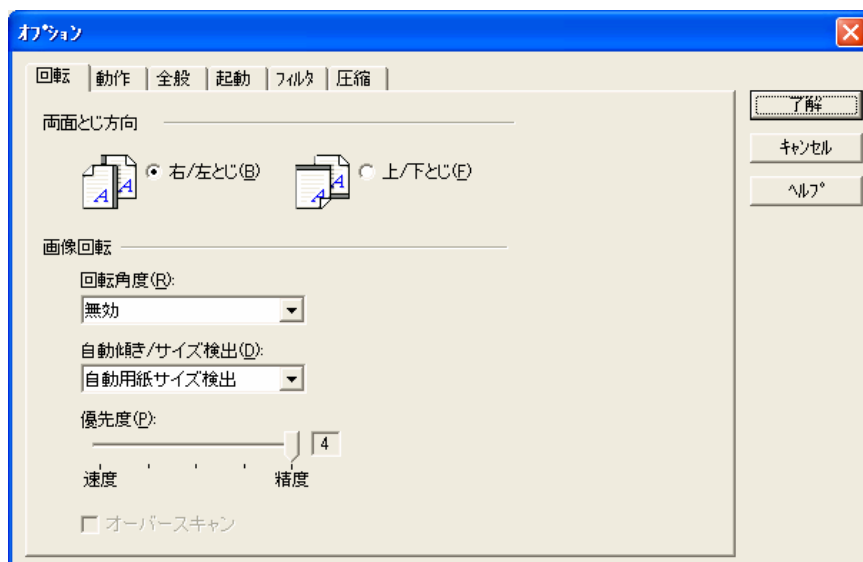 ｵﾌﾟｼｮﾝ
回転 動作 全般 起動 ﾌｨﾙﾀ 圧縮
了解
ｷｬﾝｾﾙ
ﾍﾙﾌﾟ
両面とじ方向
右/左とじ(B)
上/下とじ(F)
画像回転
回転角度(R):
無効
自動傾き/サイズ検出(D):
自動用紙サイズ検出
優先度(P):
4
速度 精度
オーバースキャン